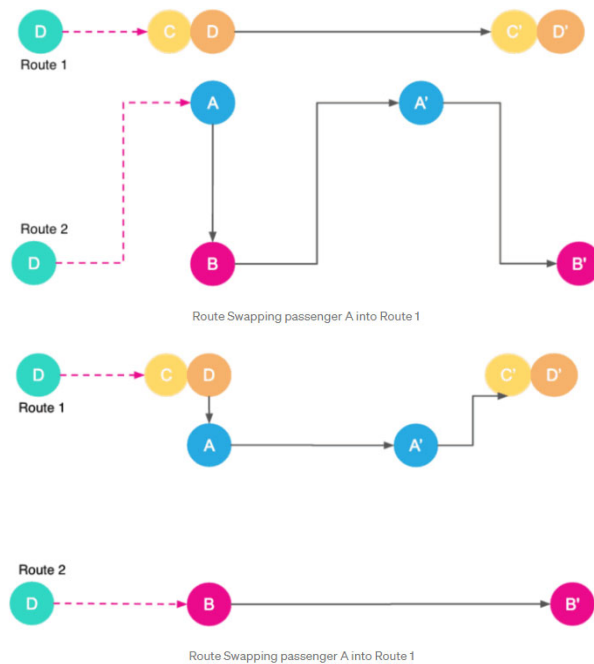 D C D C' D'
Route 1
A A'
Route 2
D B B'
Route Swapping passenger A into Route 1
D C D C' D'
Route 1
A A'
Route 2
D B B'
Route Swapping passenger A into Route 1